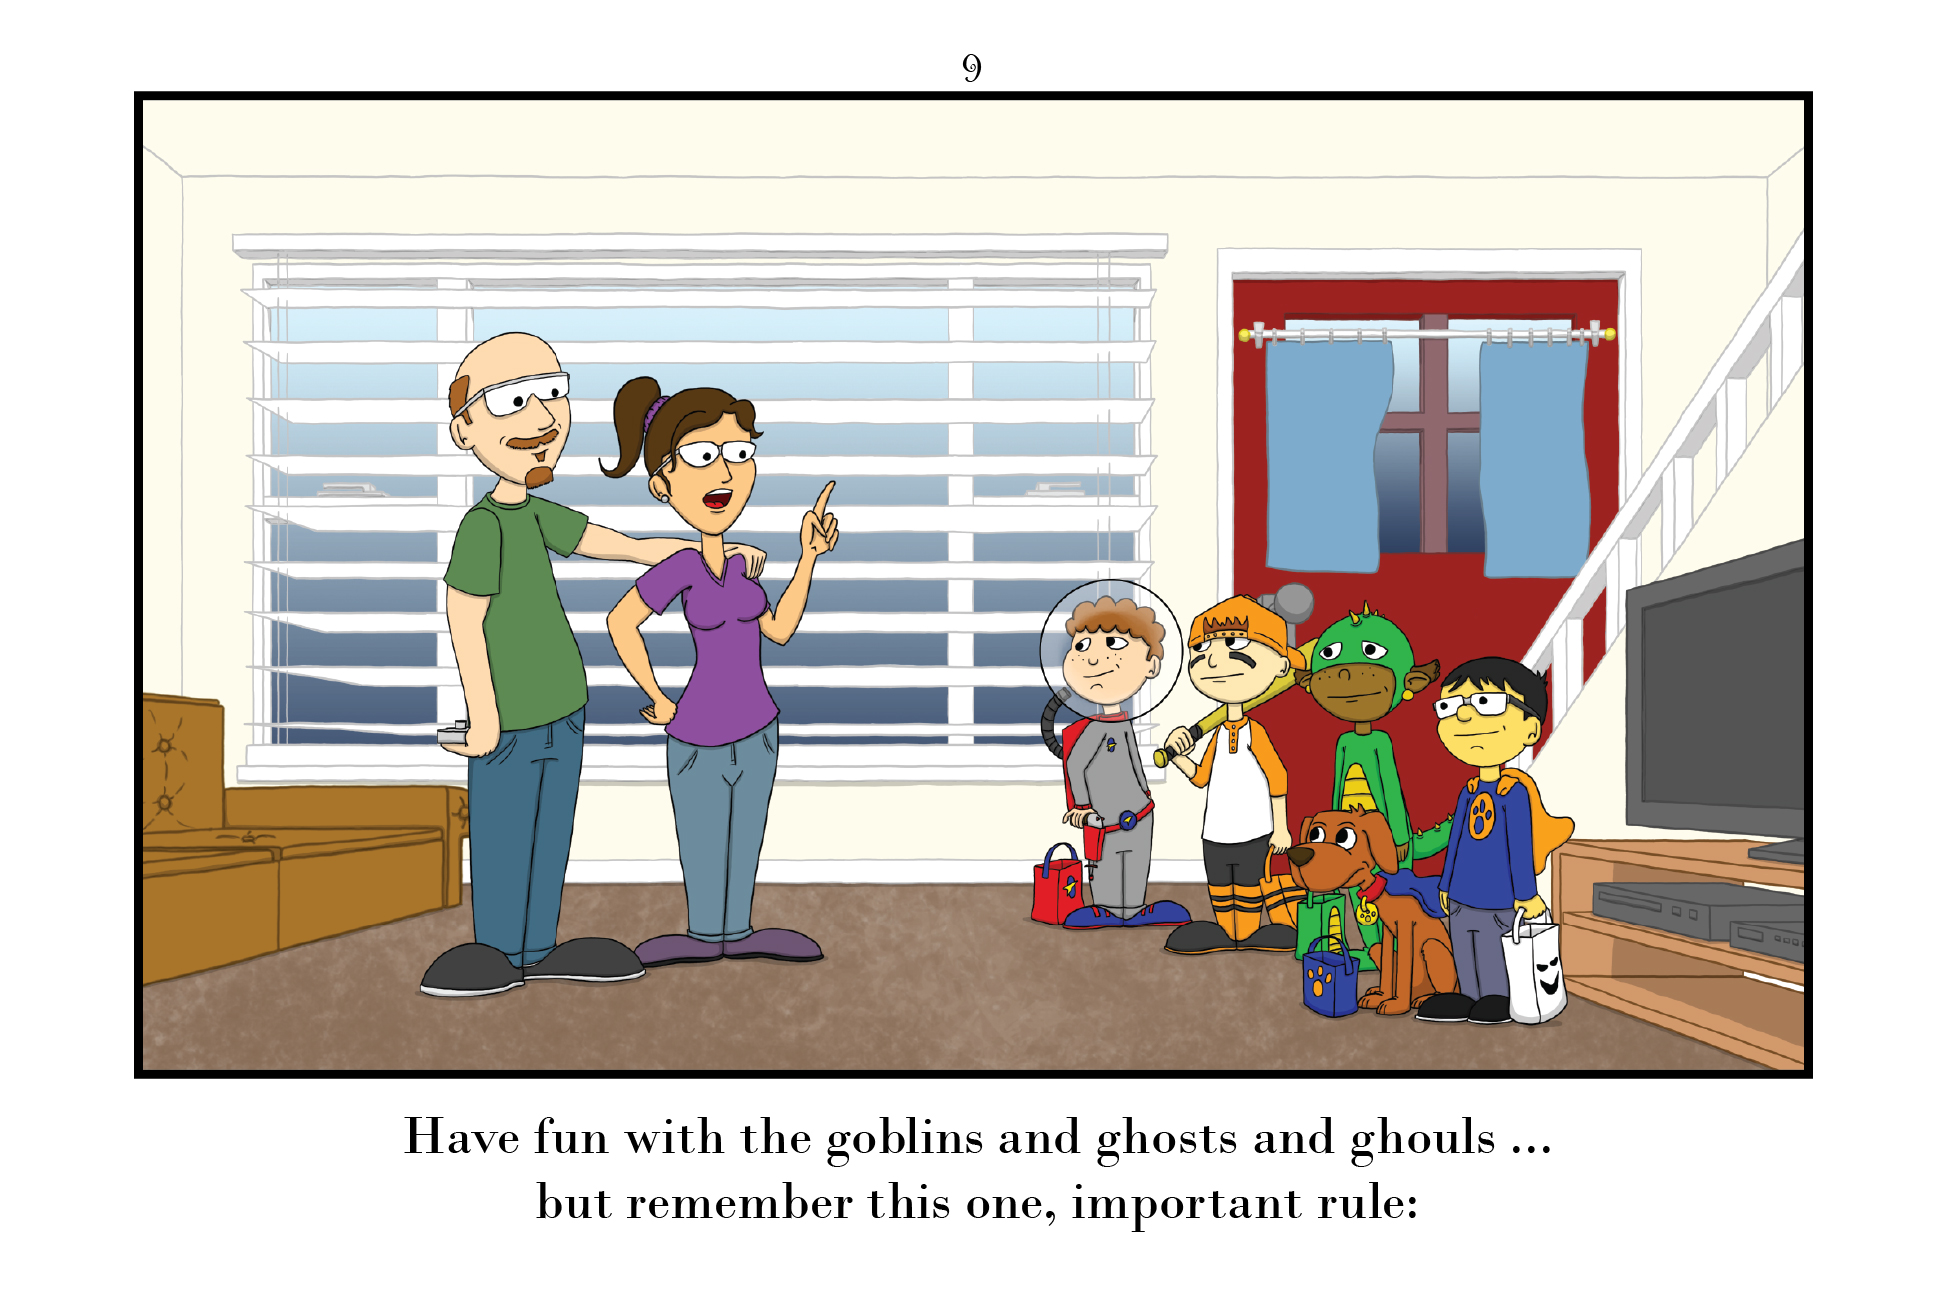 9
Have fun with the goblins and ghosts and ghouls ...
but remember this one, important rule: